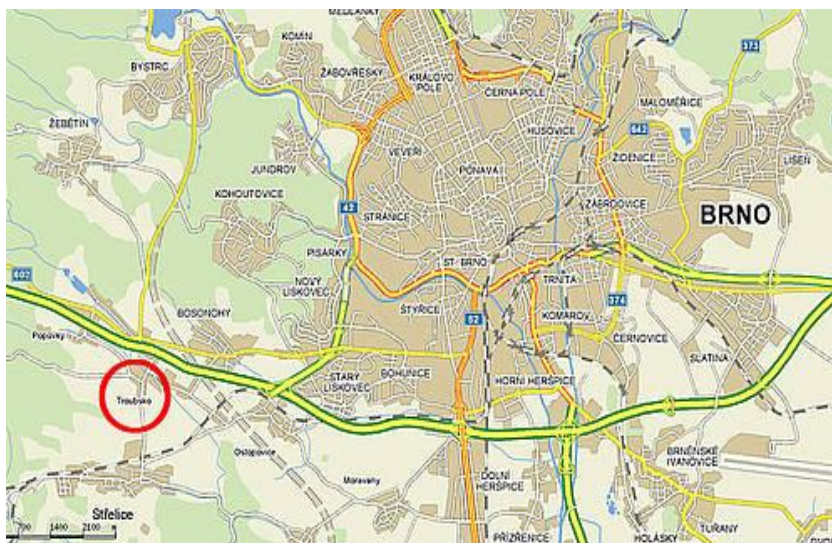 MEDLÁNKY
KOMÍN
BYSTRC
ŽABOVŘESKY
KRÁLOVO
POLE
ČERNÁ POLE
373
MALOMĚŘICE
HUSOVICE
642
ŽEBĚTÍN
VEVEŘÍ
ŽIDENICE
LÍŠEŇ
JUNDROV
PONAVA
KOHOUTOVICE
ZÁBRDOVICE
42
STRÁNICE
BRNO
PISÁRKY
ST. BRNO
602
NOVÝ
LÍSKOVEC
TRNITÁ
BOSONOHY
ŠTÝŘICE
374
KOMÁROV
52
Popůvky
ČERNOVICE
SLATINA
STARÝ
LÍSKOVEC
BOHUNICE
HORNÍ HERŠPICE
Troubsko
Ostopovice
BRNĚNSKÉ
IVANOVICE
Moravany
DOLNÍ
HERŠPICE
Střelice
TUŘANY
700 1400 2100
PŘÍZŘENICE
HOLÁSKY